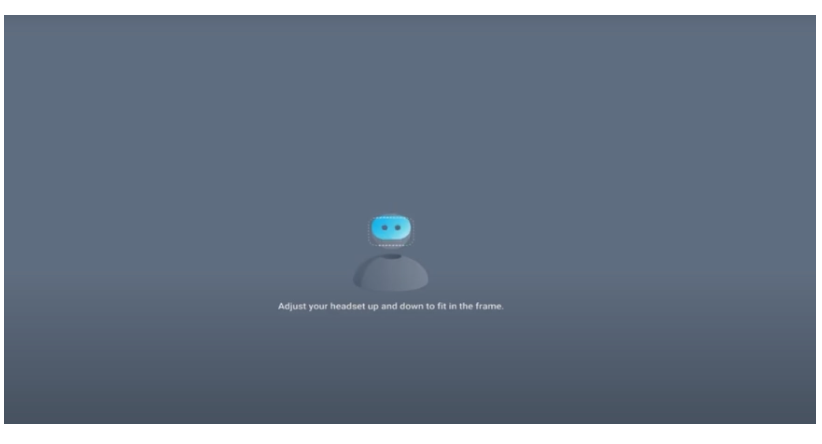 Adjust your headset up and down to fit in the frame.